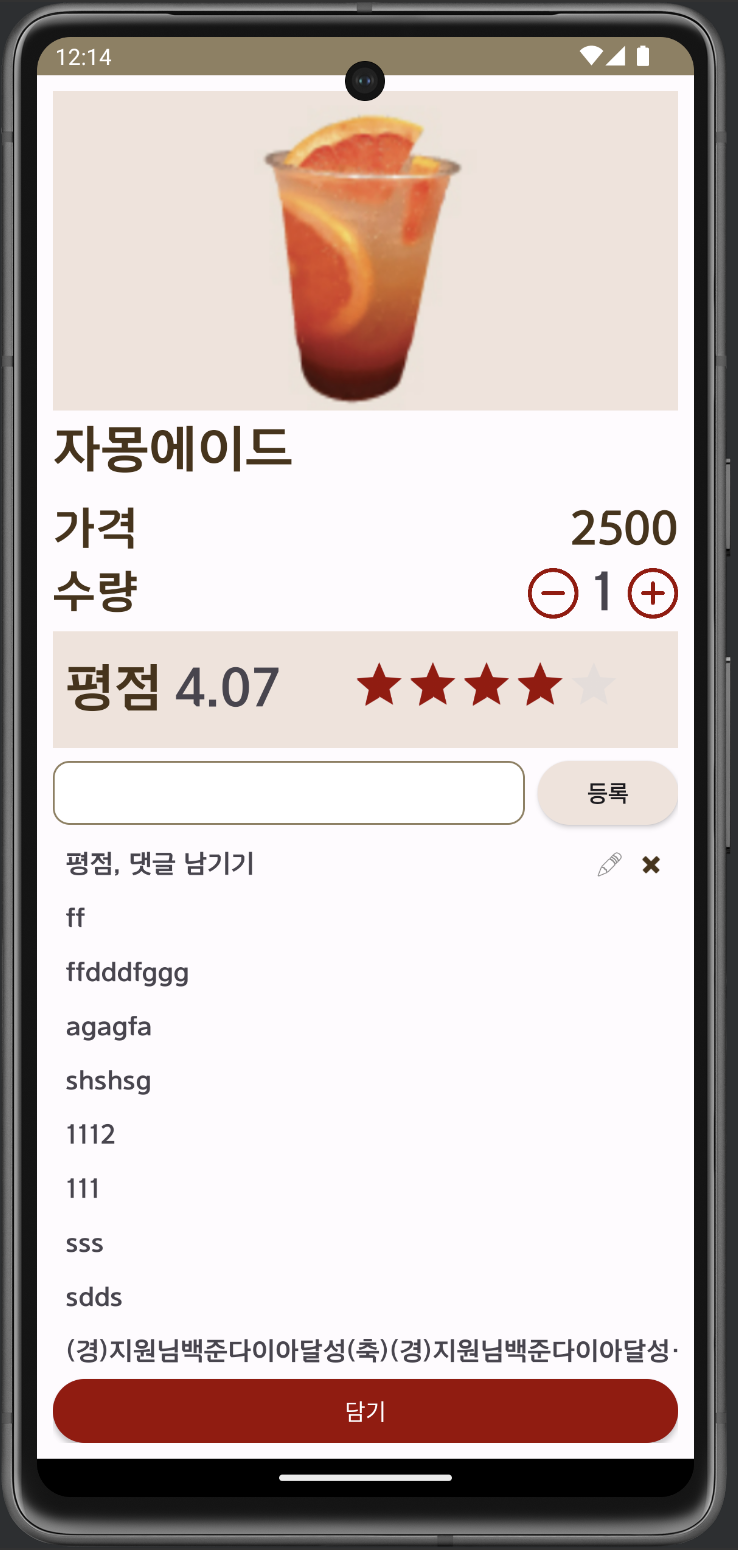 12:14
자몽에이드
가격 2500
수량 1
평점 4.07
등록
평점, 댓글 남기기
ff
ffdddfggg
agagfa
shshsg
1112
111
sss
sdds
(경)지원님백준다이아달성(축)(경)지원님백준다이아달성·
담기